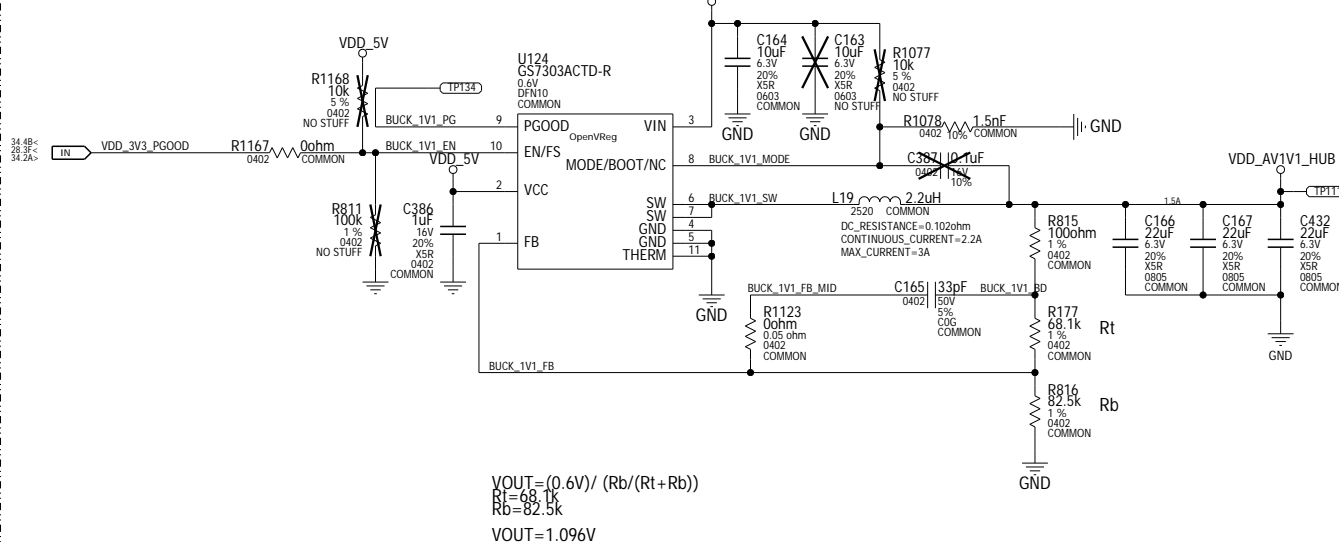 VDD_5V
R1168
10k
5 %
0402
NO STUFF
TP134
U124
GS7303ACTD-R
0.6V
DFN10
COMMON
C164
10uF
6.3V
20%
X5R
0603
COMMON
GND
C163
10uF
6.3V
20%
X5R
0603
NO STUFF
GND
R1077
10k
5 %
0402
NO STUFF
BUCK_1V1_PG
9
PGOOD
OpenVReg
VIN
3
R1078
0402
10%
1.5nF
COMMON
GND
34.4B<
28.3F<
34.2A>
IN
VDD_3V3_PGOOD
R1167
0402
0ohm
COMMON
BUCK_1V1_EN
10
EN/FS
VDD_5V
MODE/BOOT/NC
8
BUCK_1V1_MODE
C387
0402
0.1uF
16V
10%
VDD_AV1V1_HUB
2
VCC
SW
6
BUCK_1V1_SW
SW
7
GND
4
GND
5
THERM
11
1
FB
R811
100k
1 %
0402
NO STUFF
C386
1uF
16V
20%
X5R
0402
COMMON
L19
2520
2.2uH
COMMON
DC_RESISTANCE=0.102ohm
CONTINUOUS_CURRENT=2.2A
MAX_CURRENT=3A
1.5A
R815
100ohm
1 %
0402
COMMON
C166
22uF
6.3V
20%
X5R
0805
COMMON
C167
22uF
6.3V
20%
X5R
0805
COMMON
C432
22uF
6.3V
20%
X5R
0805
GND
GND
BUCK_1V1_FB_MID
C165
0402
33pF
50V
5%
C0G
COMMON
R1123
0ohm
0.05 ohm
0402
COMMON
R177
68.1k
1 %
0402
COMMON
Rt
BUCK_1V1_FB
R816
82.5k
1 %
0402
COMMON
Rb
GND
VOUT=(0.6V)/ (Rb/(Rt+Rb))
Rt=68.1k
Rb=82.5k
VOUT=1.096V